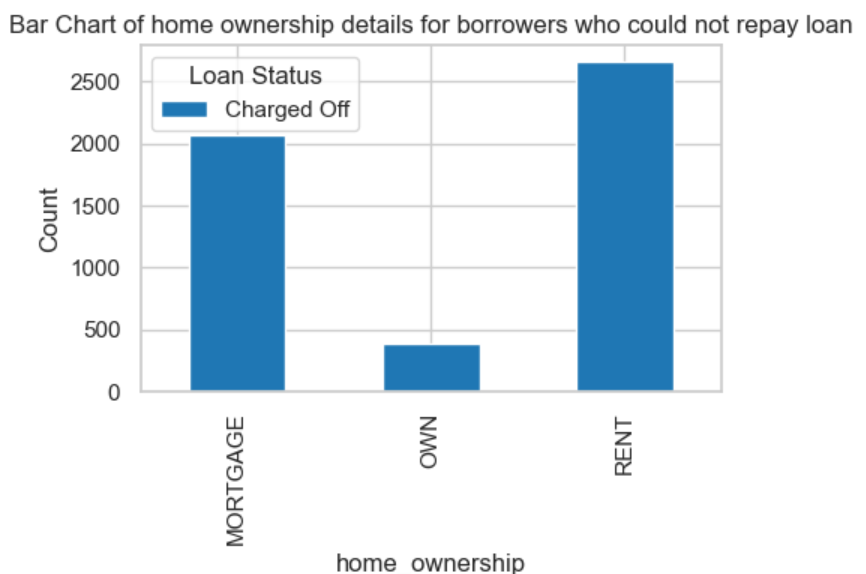 Bar Chart of home ownership details for borrowers who could not repay loan
Loan Status
Charged Off
Count
2500
2000
1500
1000
500
0
MORTGAGE
OWN
RENT
home_ownership